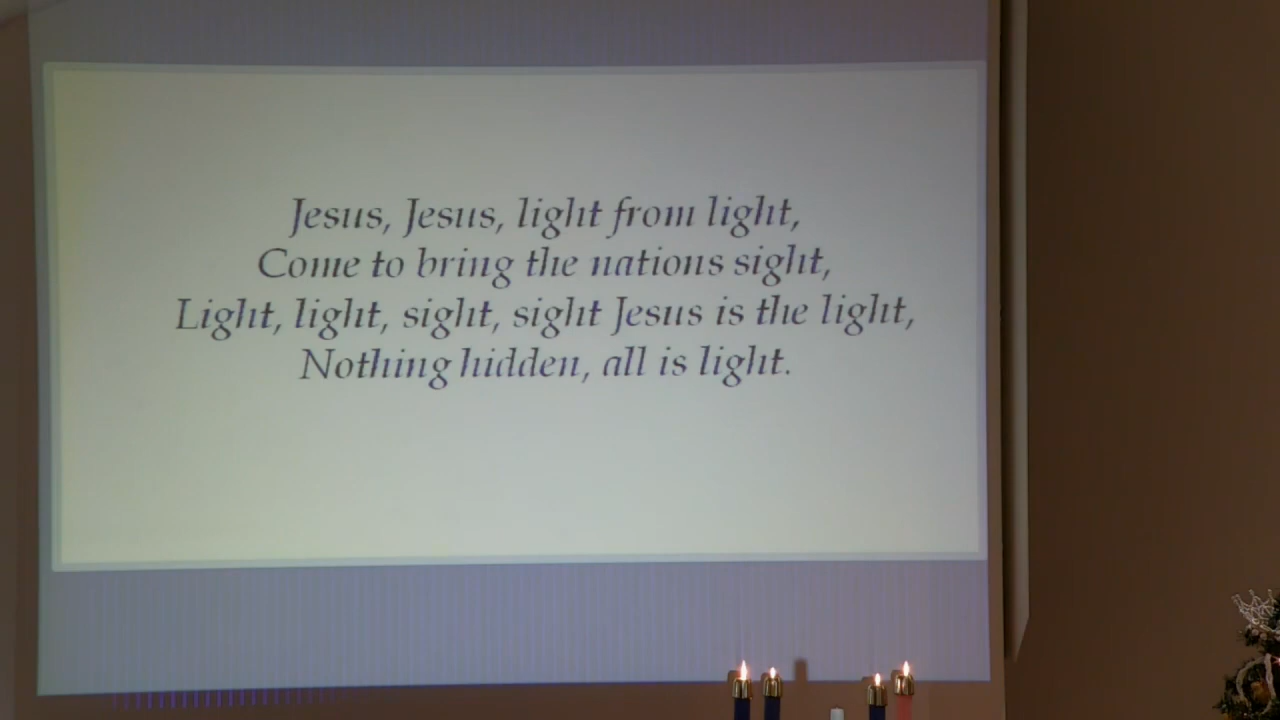 Jesus, Jesus, light from light,
Come to bring the nations sight,
Light, light, sight, sight Jesus is the light,
Nothing hidden, all is light.